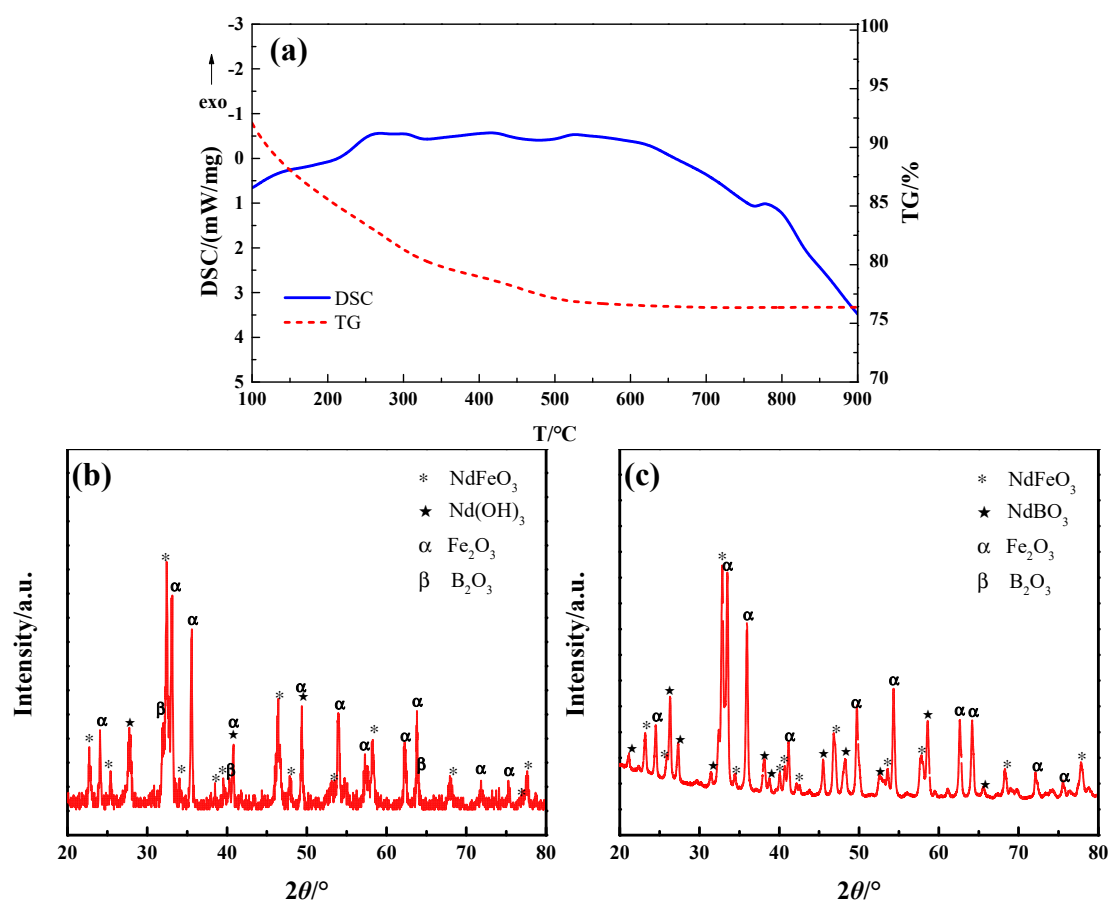 (a)
-3
-2
-1
0
1
2
3
4
5
exo
DSC/(mW/mg)
100
95
90
85
80
75
70
TG/%
DSC
TG
100 200 300 400 500 600 700 800 900
T/°C
(b)
* NdFeO₃
★ Nd(OH)₃
α Fe₂O₃
β B₂O₃
* α * ★ β * α * α * * α ★ β * * α ★ * α α * α α β * α α * *
Intensity/a.u.
20 30 40 50 60 70 80
2θ/°
(c)
* NdFeO₃
★ NdBO₃
α Fe₂O₃
β B₂O₃
★ * α * ★ ★ ★ * α * α ★ ★ * * α * ★ * ★ α ★ * α * ★ α α ★ * α α *
Intensity/a.u.
20 30 40 50 60 70 80
2θ/°